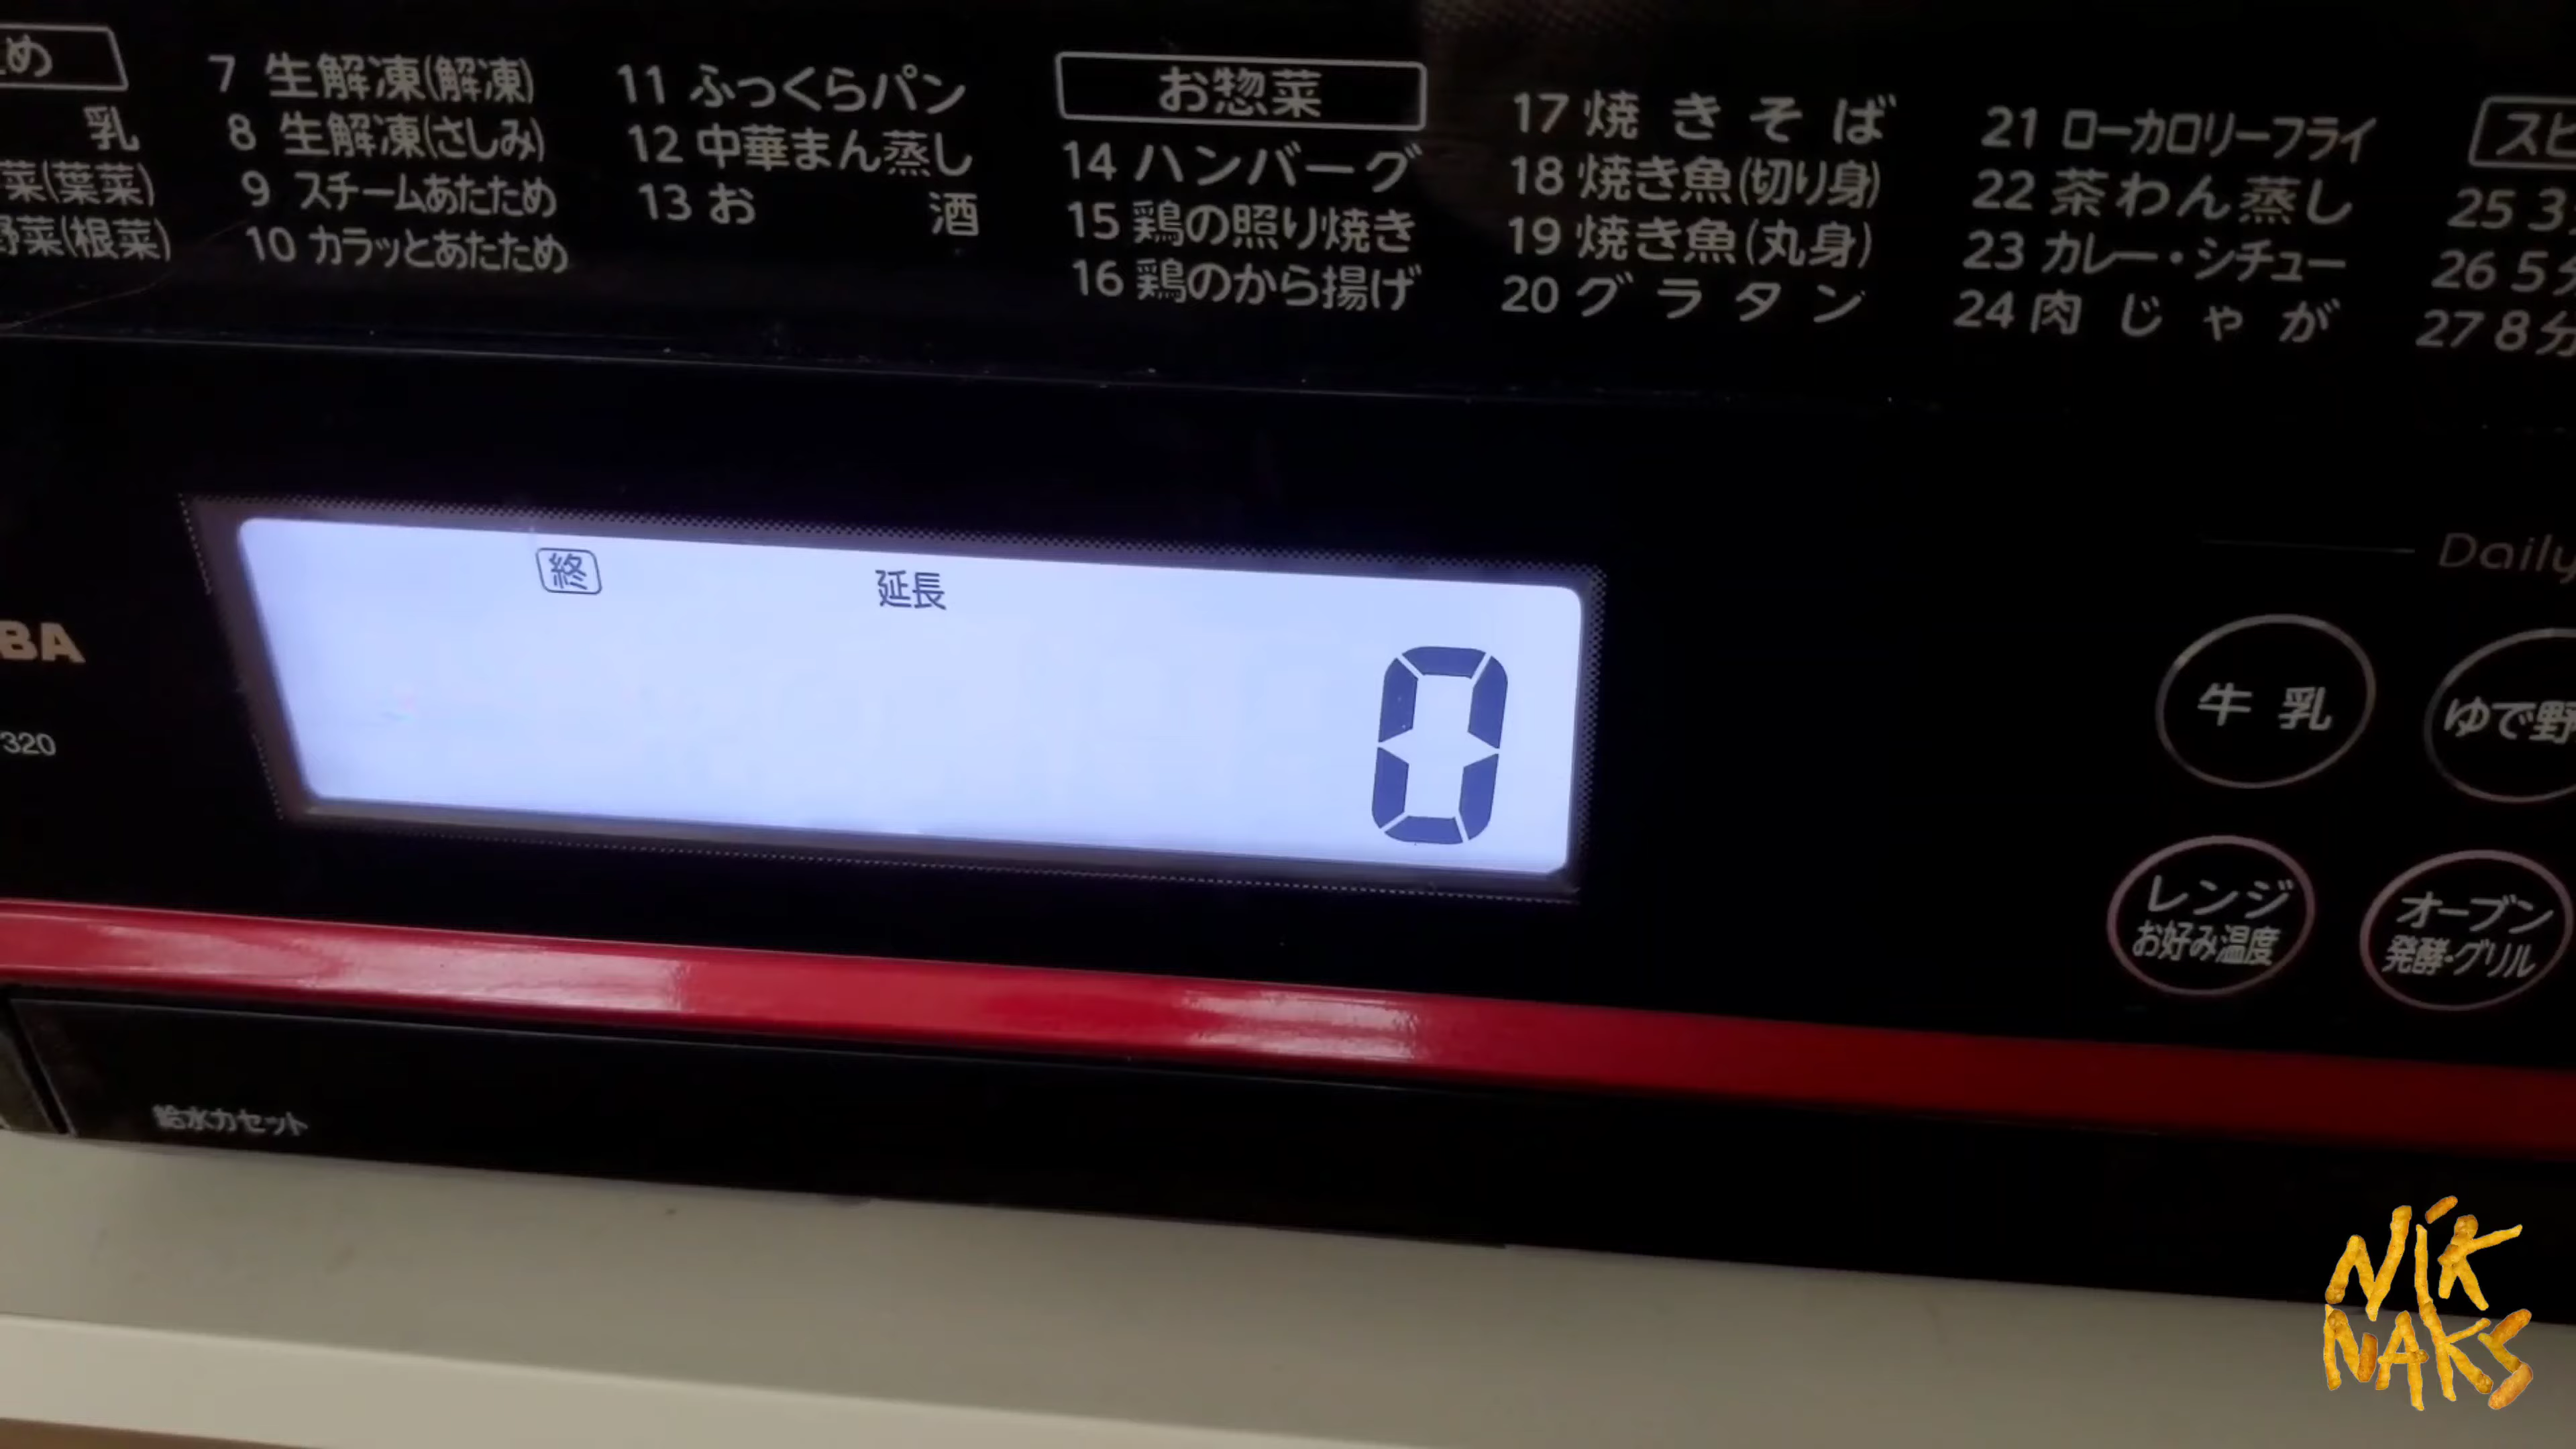 め
乳
菜(葉菜)
野菜(根菜)
7 生解凍(解凍)
8 生解凍(さしみ)
9 スチームあたため
10 カラッとあたため
11 ふっくらパン
12 中華まん蒸し
13 お 酒
お惣菜
14 ハンバーグ
15 鶏の照り焼き
16 鶏のから揚げ
17 焼きそば
18 焼き魚(切り身)
19 焼き魚(丸身)
20 グラタン
21 ローカロリーフライ
22 茶わん蒸し
23 カレー・シチュー
24 肉じゃが
スピ
25 3
26 5分
27 8分
終 延長
0
BA
320
Daily
牛乳
ゆで野
レンジ
お好み温度
オーブン
発酵・グリル
給水カセット
NIK
NAKS